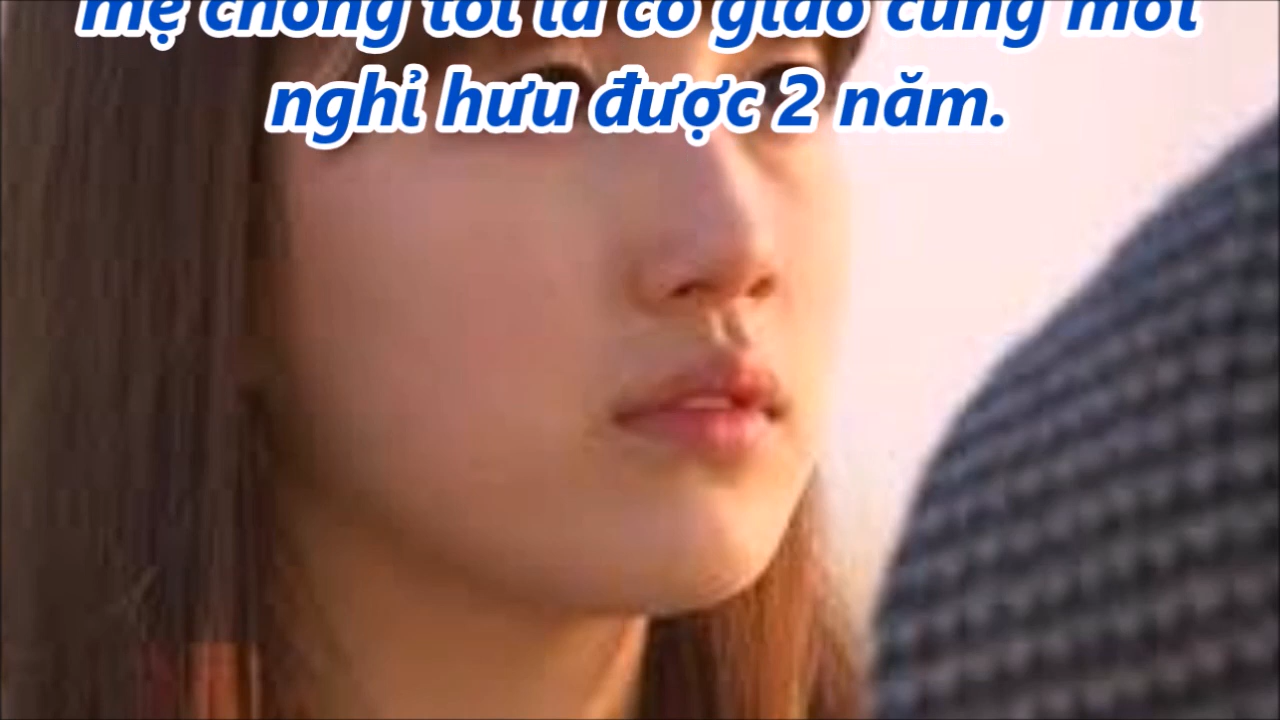 mẹ chồng tôi là cô giáo cũng mới
nghỉ hưu được 2 năm.